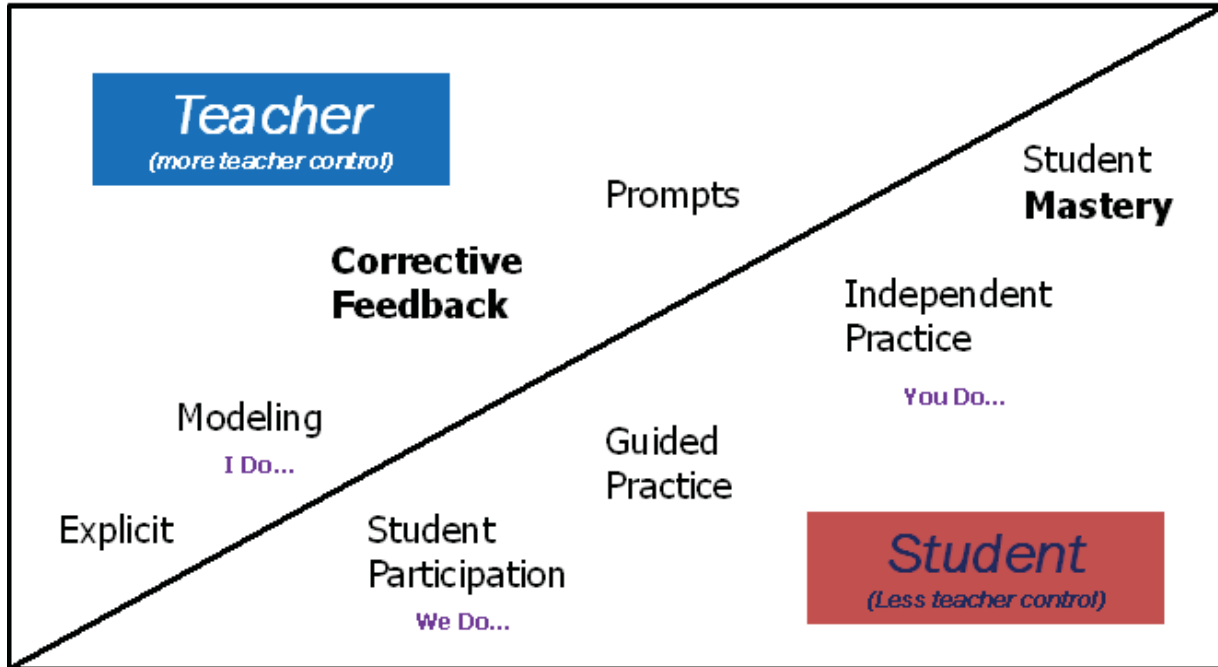 Teacher
(more teacher control)
Student
Mastery
Prompts
Corrective
Feedback
Independent
Practice
You Do...
Modeling
I Do...
Guided
Practice
Explicit
Student
Participation
We Do...
Student
(Less teacher control)